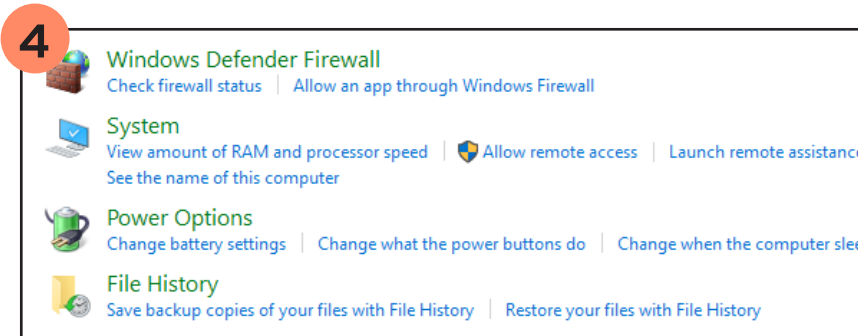 4
Windows Defender Firewall
Check firewall status | Allow an app through Windows Firewall
System
View amount of RAM and processor speed | Allow remote access | Launch remote assistance
See the name of this computer
Power Options
Change battery settings | Change what the power buttons do | Change when the computer
File History
Save backup copies of your files with File History | Restore your files with File History